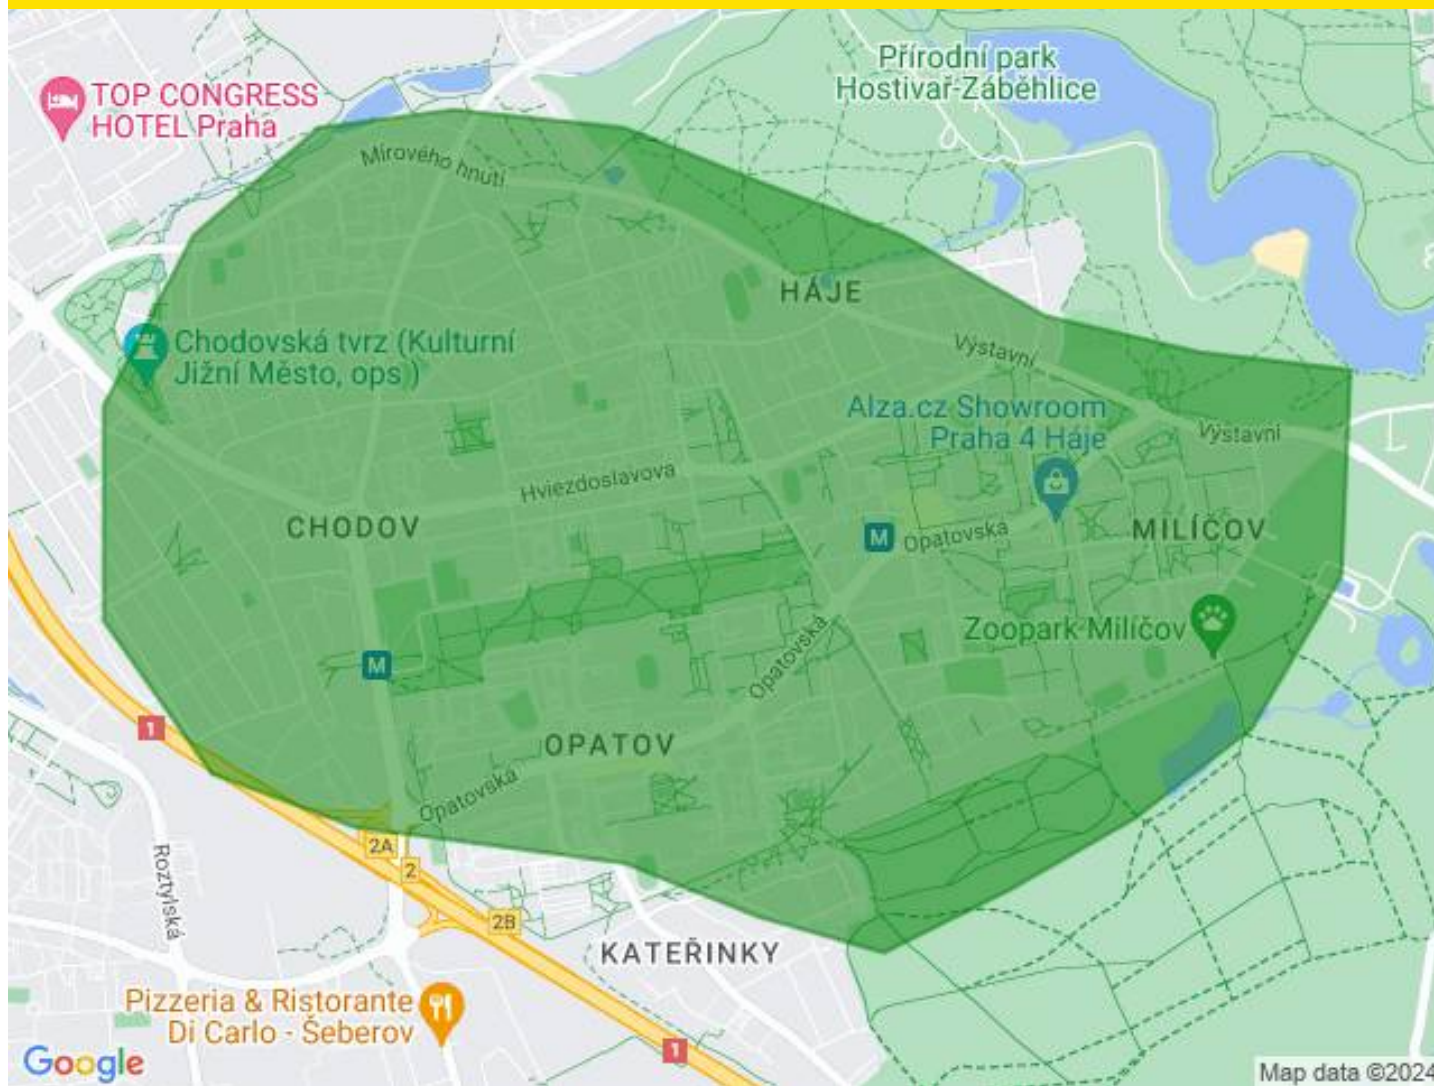 Přírodní park
Hostivař-Záběhlice
TOP CONGRESS
HOTEL Praha
Mírového hnutí
HÁJE
Chodovská tvrz (Kulturní
Jižní Město, ops )
Výstavní
Alza.cz Showroom
Praha 4 Háje
Výstavní
Hviezdoslavova
CHODOV
M
Opatovská
MILÍČOV
Zoopark Milíčov
Opatovská
M
1
OPATOV
Opatovská
2A
2
Roztylská
2B
KATEŘINKY
Pizzeria & Ristorante
Di Carlo - Šeberov
1
Google
Map data ©2024